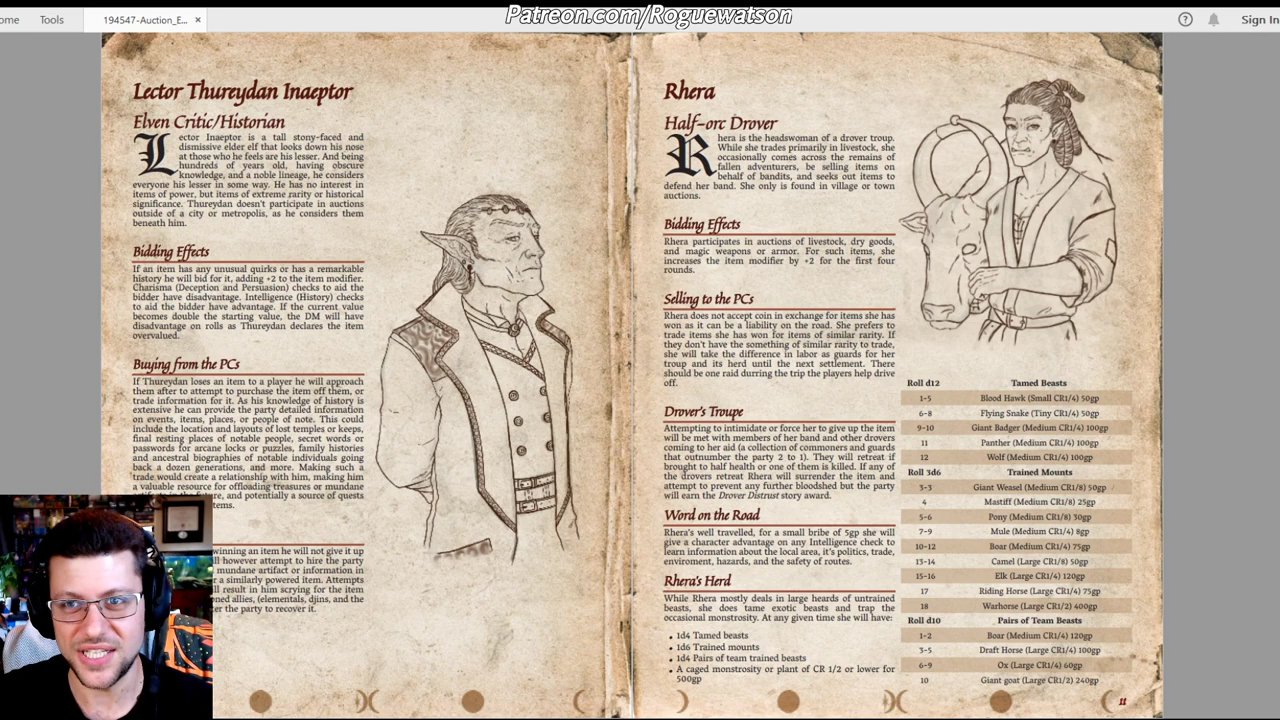 Patreon.com/Roguewatson
ome Tools 194547-Auction_E... × Sign In
Lector Thureydan Inaeptor
Elven Critic/Historian
Lector Inaeptor is a tall stony-faced and
dismissive elder elf that looks down his nose
at those who he feels are his lesser. And being
hundreds of years old, having obscure
knowledge, and a noble lineage, he considers
everyone his lesser in some way. He has no interest in
items of power, but items of extreme rarity or historical
significance. Thureydan doesn't participate in auctions
outside of a city or metropolis, as he considers them
beneath him.
Bidding Effects
If an item has any unusual quirks or has a remarkable
history he will bid for it, adding +2 to the item modifier.
Charisma (Deception and Persuasion) checks to aid the
bidder have disadvantage. Intelligence (History) checks
to aid the bidder have advantage. If the current value
becomes double the starting value, the DM will have
disadvantage on rolls as Thureydan declares the item
overvalued.
Buying from the PCs
If Thureydan loses an item to a player he will approach
them after to attempt to purchase the item off them, or
trade information for it. As his knowledge of history is
extensive he can provide the party detailed information
on events, items, places, or people of note. This could
include the location and layouts of lost temples or keeps,
final resting places of notable people, secret words or
passwords for arcane locks or puzzles, family histories
and ancestral biographies of notable individuals going
back a dozen generations, and more. Making such a
trade would create a relationship with him, making him
a valuable resource for offloading treasures or mundane
future, and potentially a source of quests
tems.
winning an item he will not give it up
ll however attempt to hire the party
mundane artifact or information in
r a similarly powered item. Attempts
ll result in him scrying for the item
ned allies, (elementals, djins, and the
ter the party to recover it.
Rhera
Half-orc Drover
Rhera is the headswoman of a drover troup.
While she trades primarily in livestock, she
occasionally comes across the remains of
fallen adventurers, be selling items on
behalf of bandits, and seeks out items to
defend her band. She only is found in village or town
auctions.
Bidding Effects
Rhera participates in auctions of livestock, dry goods,
and magic weapons or armor. For such items, she
increases the item modifier by +2 for the first four
rounds.
Selling to the PCs
Rhera does not accept coin in exchange for items she has
won as it can be a liability on the road. She prefers to
trade items she has won for items of similar rarity. If
they don't have the something of similar rarity to trade,
she will take the difference in labor as guards for her
troup and its herd until the next settlement. There
should be one raid durring the trip the players help drive
off.
Drover's Troupe
Attempting to intimidate or force her to give up the item
will be met with members of her band and other drovers
coming to her aid (a collection of commoners and guards
that outnumber the party 2 to 1). They will retreat if
brought to half health or one of them is killed. If any of
the drovers retreat Rhera will surrender the item and
attempt to prevent any further bloodshed but the party
will earn the Drover Distrust story award.
Word on the Road
Rhera's well travelled, for a small bribe of 5gp she will
give a character advantage on any Intelligence check to
learn information about the local area, it's politics, trade,
enviroment, hazards, and the safety of routes.
Rhera's Herd
While Rhera mostly deals in large heards of untrained
beasts, she does tame exotic beasts and trap the
occasional monstrosity. At any given time she will have:
• 1d4 Tamed beasts
• 1d6 Trained mounts
• 1d4 Pairs of team trained beasts
• A caged monstrosity or plant of CR 1/2 or lower for
500gp
Roll d12 Tamed Beasts
1-5 Blood Hawk (Small CR1/4) 50gp
6-8 Flying Snake (Tiny CR1/4) 50gp
9-10 Giant Badger (Medium CR1/4) 100gp
11 Panther (Medium CR1/4) 100gp
12 Wolf (Medium CR1/4) 100gp
Roll 3d6 Trained Mounts
3-3 Giant Weasel (Medium CR1/8) 50gp
4 Mastiff (Medium CR1/8) 25gp
5-6 Pony (Medium CR1/8) 30gp
7-9 Mule (Medium CR1/4) 8gp
10-12 Boar (Medium CR1/4) 75gp
13-14 Camel (Large CR1/8) 50gp
15-16 Elk (Large CR1/4) 120gp
17 Riding Horse (Large CR1/4) 75gp
18 Warhorse (Large CR1/2) 400gp
Roll d10 Pairs of Team Beasts
1-2 Boar (Medium CR1/4) 120gp
3-5 Draft Horse (Large CR1/4) 100gp
6-9 Ox (Large CR1/4) 60gp
10 Giant goat (Large CR1/2) 240gp
11